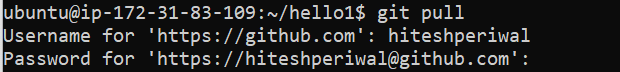 ubuntu@ip-172-31-83-109:~/hello1$ git pull
Username for 'https://github.com': hiteshperiwal
Password for 'https://hiteshperiwal@github.com':